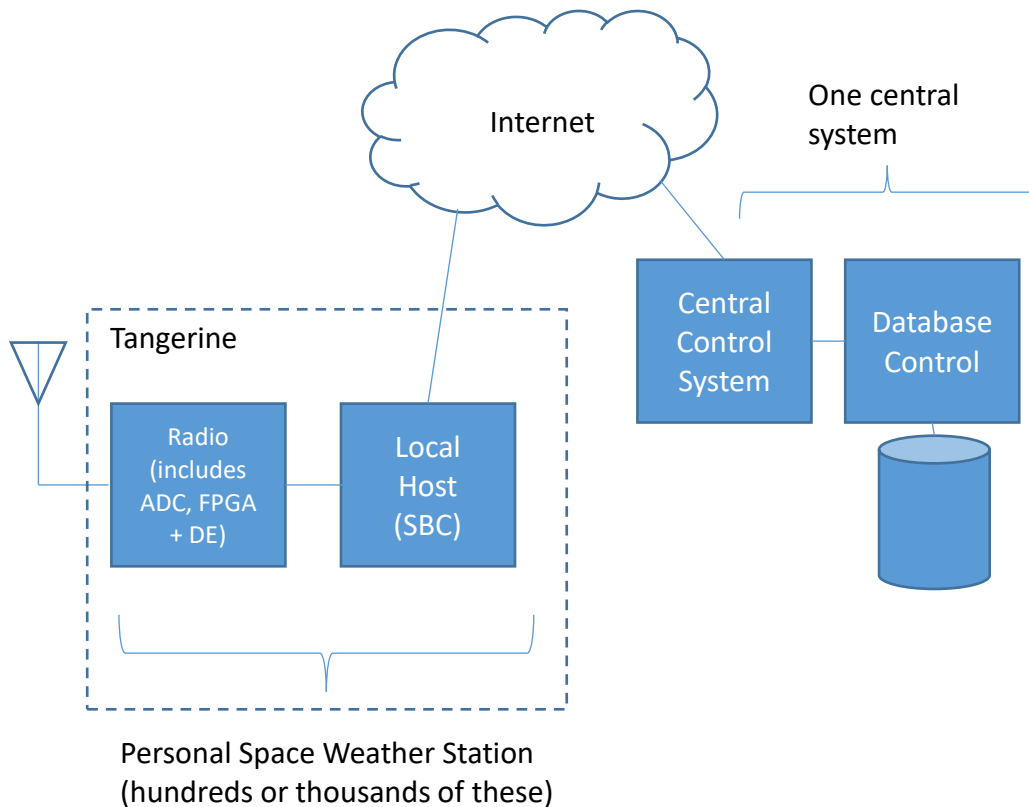 Internet
One central
system
Central
Control
System
Database
Control
Tangerine
Radio
(includes
ADC, FPGA
+ DE)
Local
Host
(SBC)
Personal Space Weather Station
(hundreds or thousands of these)